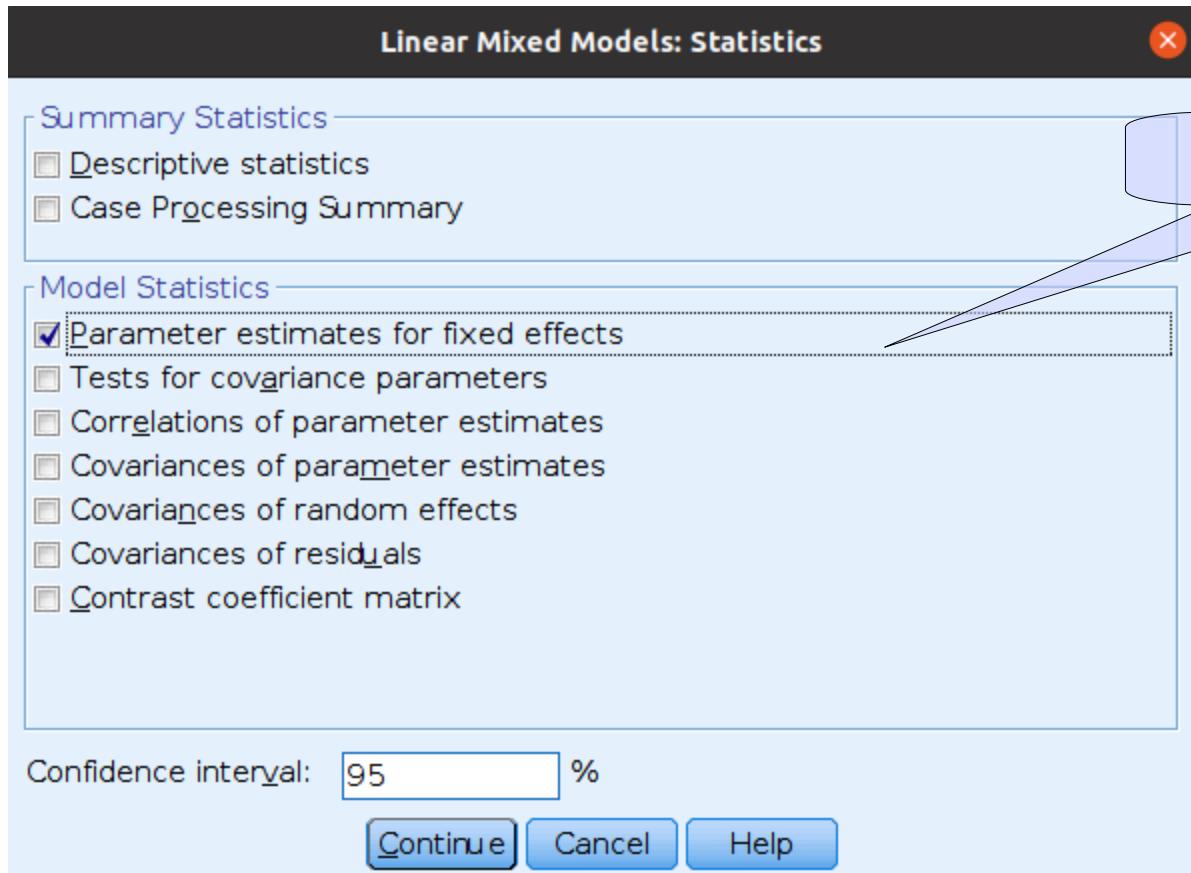 Linear Mixed Models: Statistics
Summary Statistics
Descriptive statistics
Case Processing Summary
Model Statistics
Parameter estimates for fixed effects
Tests for covariance parameters
Correlations of parameter estimates
Covariances of parameter estimates
Covariances of random effects
Covariances of residuals
Contrast coefficient matrix
Confidence interval: 95 %
Continue Cancel Help